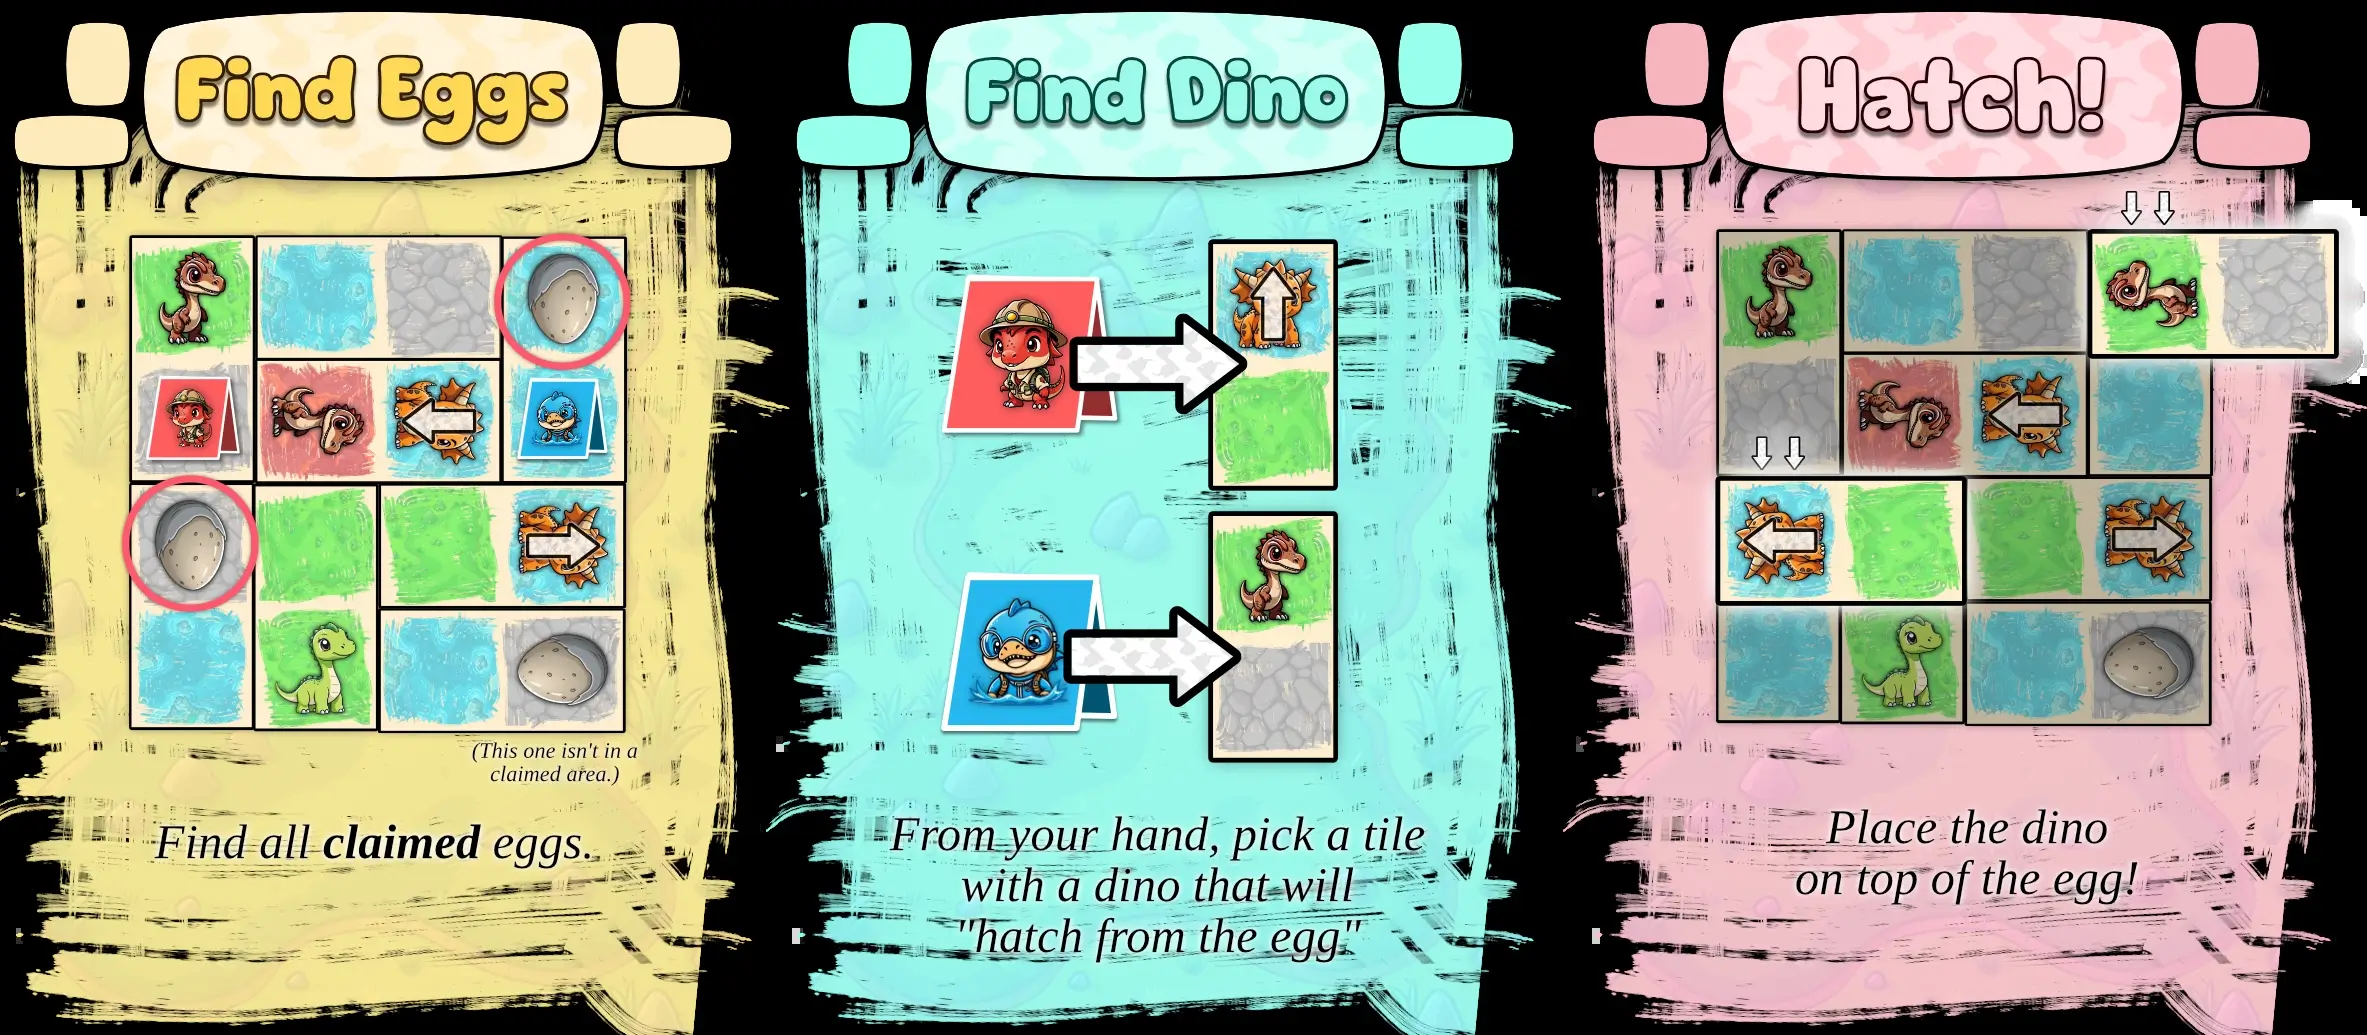 Find Eggs
(This one isn't in a
claimed area.)
Find all claimed eggs.
Find Dino
From your hand, pick a tile
with a dino that will
"hatch from the egg"
Hatch!
Place the dino
on top of the egg!